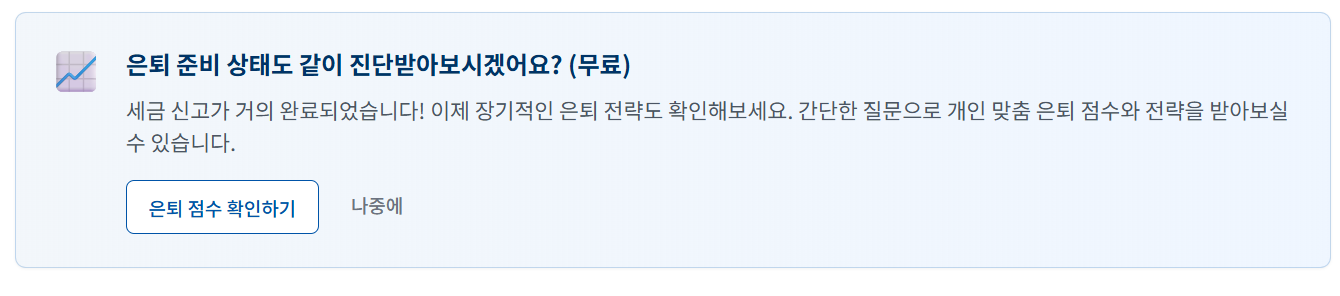 은퇴 준비 상태도 같이 진단받아보시겠어요? (무료)
세금 신고가 거의 완료되었습니다! 이제 장기적인 은퇴 전략도 확인해보세요. 간단한 질문으로 개인 맞춤 은퇴 점수와 전략을 받아보실
수 있습니다.
은퇴 점수 확인하기
나중에